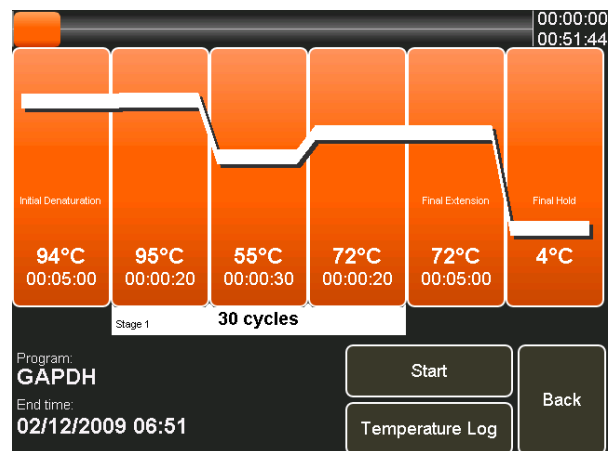 00:00:00
00:51:44
Initial Denaturation
Final Extension
Final Hold
94°C 95°C 55°C 72°C 72°C 4°C
00:05:00 00:00:20 00:00:30 00:00:20 00:05:00
Stage 1 30 cycles
Program:
GAPDH
End time:
02/12/2009 06:51
Start
Temperature Log
Back